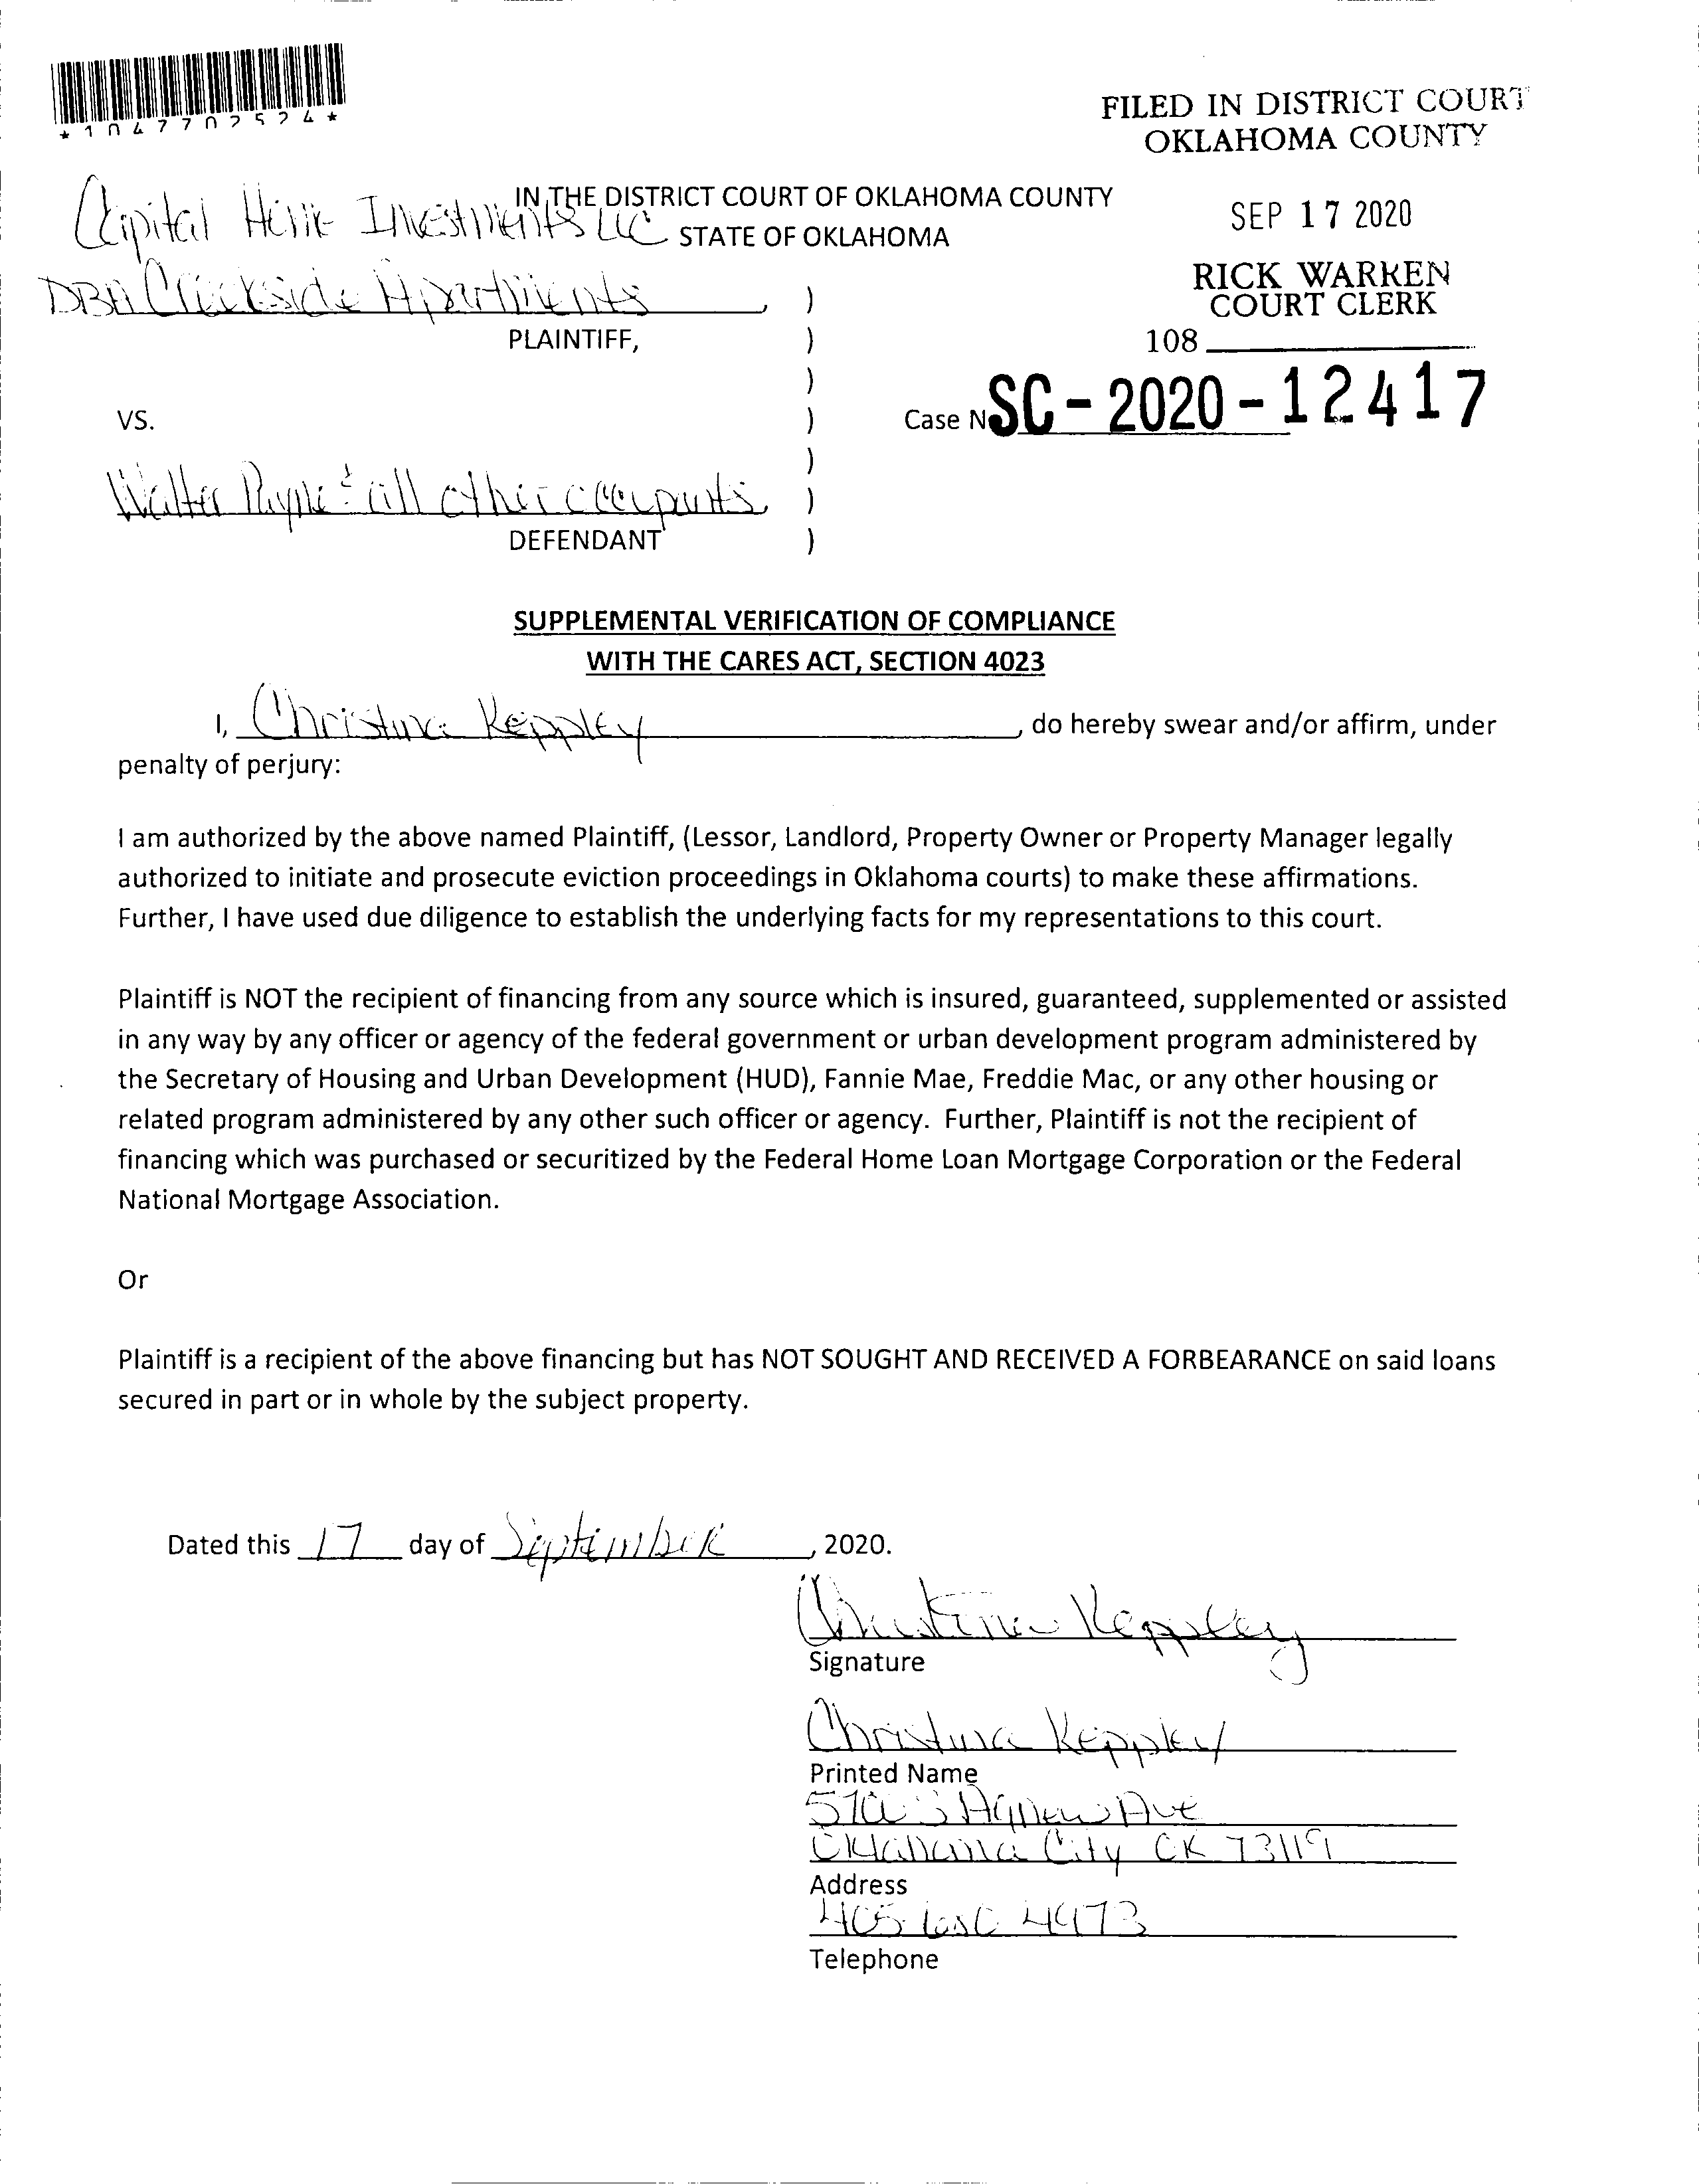 *1047702524*
FILED IN DISTRICT COURT
OKLAHOMA COUNTY
SEP 17 2020
RICK WARREN
COURT CLERK
108
IN THE DISTRICT COURT OF OKLAHOMA COUNTY
STATE OF OKLAHOMA
Capital Home Investments LLC
DBA Creekside Apartments, )
PLAINTIFF, )
)
VS. ) Case N SC-2020-12417
)
Walter Payne & all other occupants, )
DEFENDANT )
SUPPLEMENTAL VERIFICATION OF COMPLIANCE
WITH THE CARES ACT, SECTION 4023
I, Christina Keppley, do hereby swear and/or affirm, under
penalty of perjury:
I am authorized by the above named Plaintiff, (Lessor, Landlord, Property Owner or Property Manager legally
authorized to initiate and prosecute eviction proceedings in Oklahoma courts) to make these affirmations.
Further, I have used due diligence to establish the underlying facts for my representations to this court.
Plaintiff is NOT the recipient of financing from any source which is insured, guaranteed, supplemented or assisted
in any way by any officer or agency of the federal government or urban development program administered by
the Secretary of Housing and Urban Development (HUD), Fannie Mae, Freddie Mac, or any other housing or
related program administered by any other such officer or agency. Further, Plaintiff is not the recipient of
financing which was purchased or securitized by the Federal Home Loan Mortgage Corporation or the Federal
National Mortgage Association.
Or
Plaintiff is a recipient of the above financing but has NOT SOUGHT AND RECEIVED A FORBEARANCE on said loans
secured in part or in whole by the subject property.
Dated this 17 day of September, 2020.
Christina Keppley
Signature
Christina Keppley
Printed Name
S Agnew Ave
Oklahoma City OK 73119
Address
405
Telephone